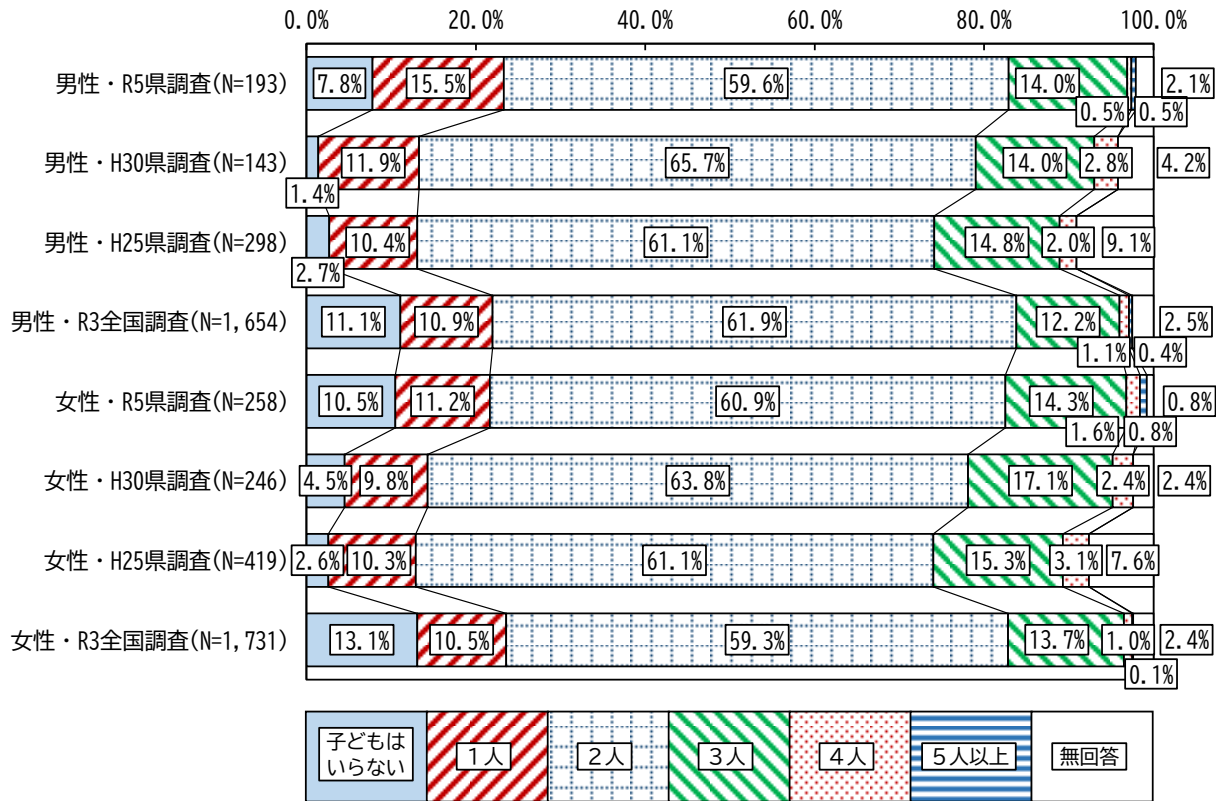 0.0% 20.0% 40.0% 60.0% 80.0% 100.0%
男性・R5県調査(N=193) 7.8% 15.5% 59.6% 14.0% 0.5% 0.5% 2.1%
男性・H30県調査(N=143) 1.4% 11.9% 65.7% 14.0% 2.8% 4.2%
男性・H25県調査(N=298) 2.7% 10.4% 61.1% 14.8% 2.0% 9.1%
男性・R3全国調査(N=1,654) 11.1% 10.9% 61.9% 12.2% 1.1% 0.4% 2.5%
女性・R5県調査(N=258) 10.5% 11.2% 60.9% 14.3% 1.6% 0.8% 0.8%
女性・H30県調査(N=246) 4.5% 9.8% 63.8% 17.1% 2.4% 2.4%
女性・H25県調査(N=419) 2.6% 10.3% 61.1% 15.3% 3.1% 7.6%
女性・R3全国調査(N=1,731) 13.1% 10.5% 59.3% 13.7% 1.0% 0.1% 2.4%
子どもは
いらない
1人 2人 3人 4人 5人以上 無回答